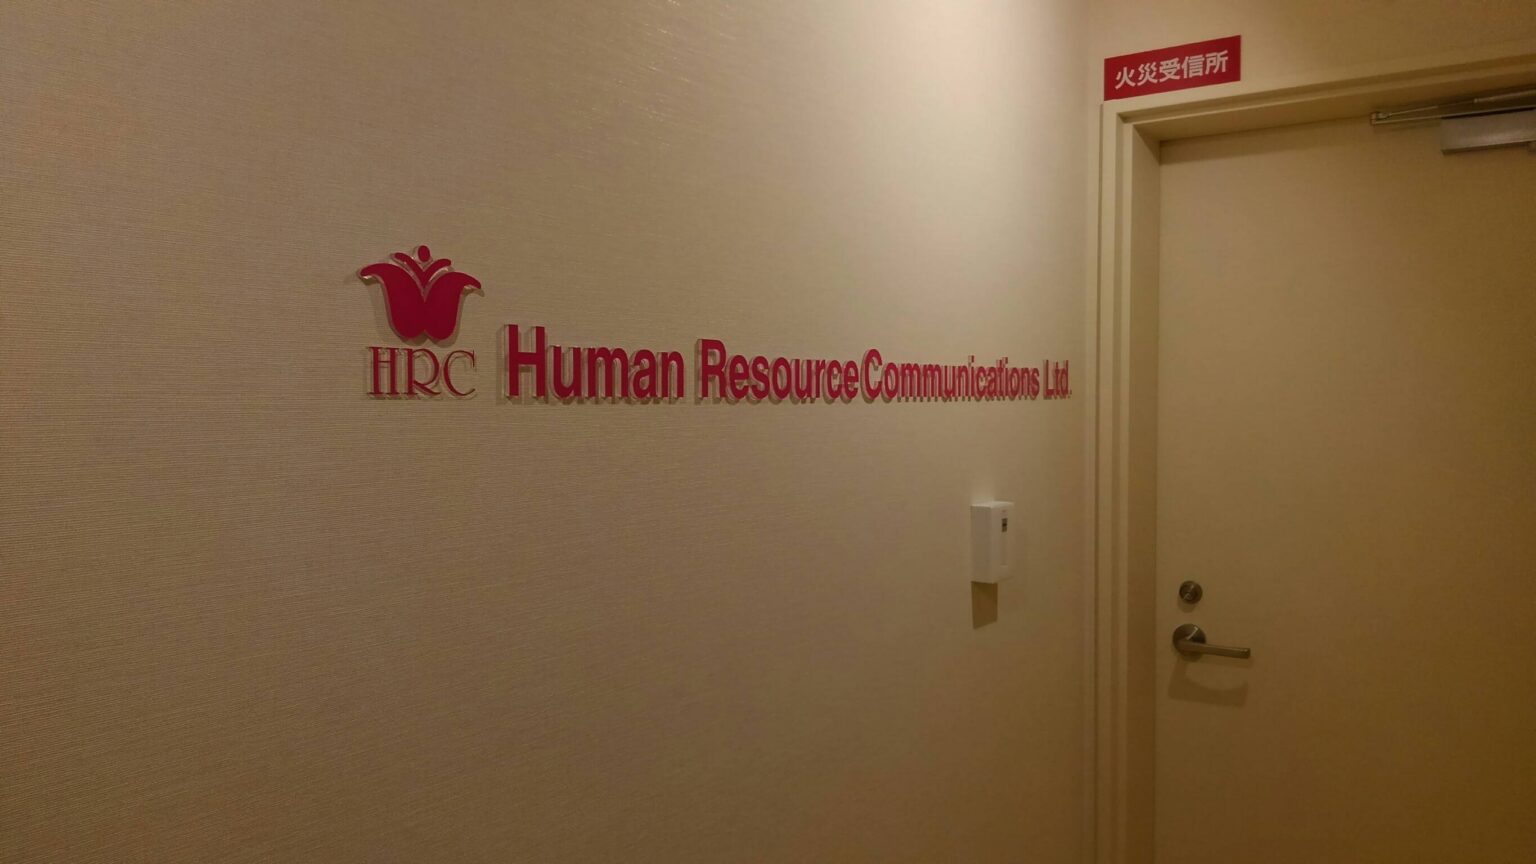 火災受信所
HRC
Human Resource Communications Ltd.